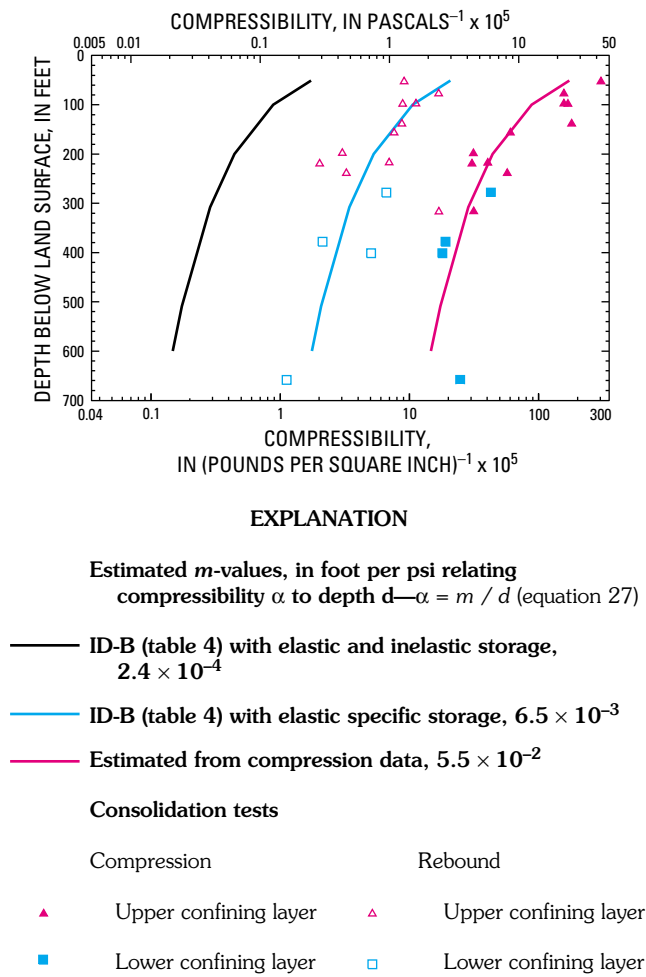 COMPRESSIBILITY, IN PASCALS⁻¹ x 10⁵
0.005 0.01 0.1 1 10 50
DEPTH BELOW LAND SURFACE, IN FEET
0
100
200
300
400
500
600
700
0.04 0.1 1 10 100 300
COMPRESSIBILITY,
IN (POUNDS PER SQUARE INCH)⁻¹ x 10⁵
EXPLANATION
Estimated m-values, in foot per psi relating
compressibility α to depth d—α = m / d (equation 27)
ID-B (table 4) with elastic and inelastic storage,
2.4 × 10⁻⁴
ID-B (table 4) with elastic specific storage, 6.5 × 10⁻³
Estimated from compression data, 5.5 × 10⁻²
Consolidation tests
Compression Rebound
Upper confining layer Upper confining layer
Lower confining layer Lower confining layer